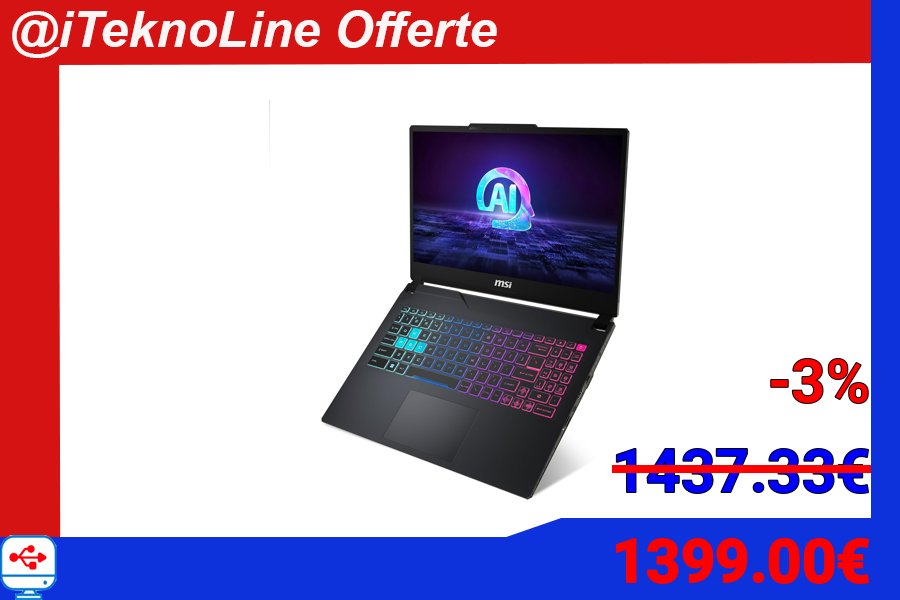 @iTeknoLine Offerte
AI
msi
-3%
1437.33€
1399.00€